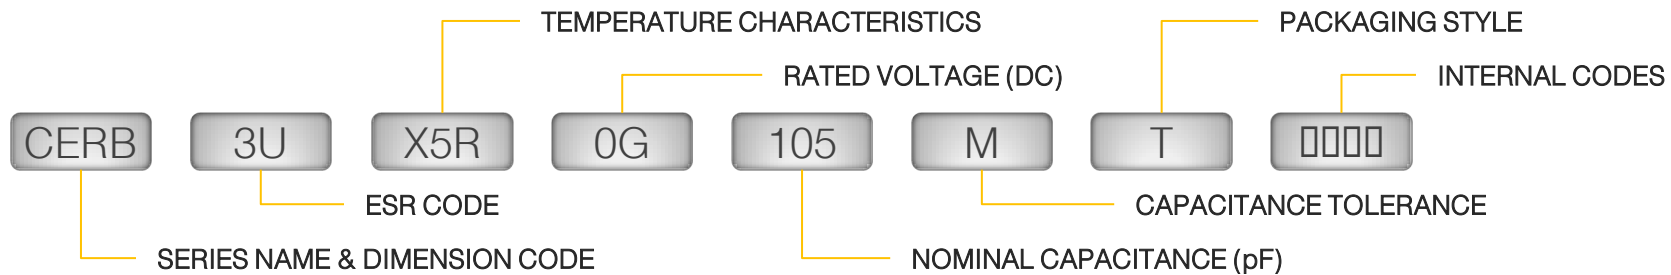 TEMPERATURE CHARACTERISTICS PACKAGING STYLE
RATED VOLTAGE (DC) INTERNAL CODES
CERB 3U X5R 0G 105 M T ▯▯▯▯
ESR CODE CAPACITANCE TOLERANCE
SERIES NAME & DIMENSION CODE NOMINAL CAPACITANCE (pF)